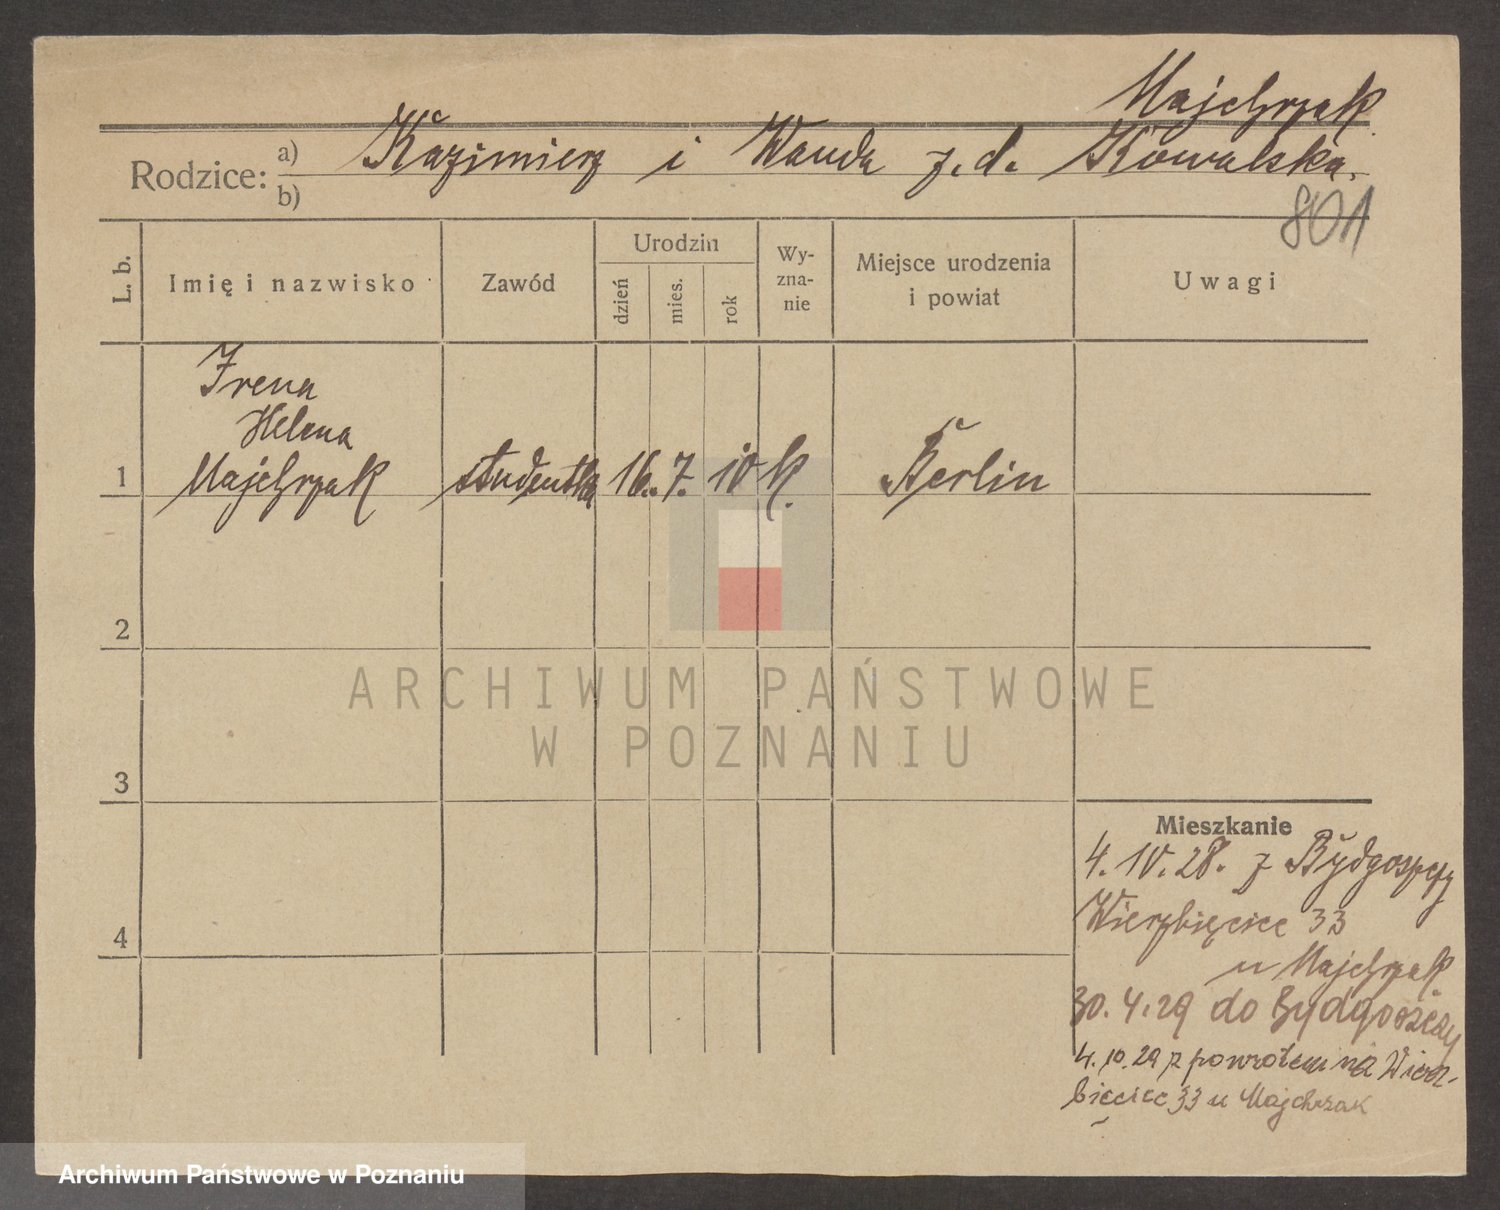 Majchrzak
Rodzice: a) Kazimierz i Wanda z.d. Kowalska.
b)
801
L. b.
Imię i nazwisko
Zawód
Urodzin
dzień
mies.
rok
Wy-
zna-
nie
Miejsce urodzenia
i powiat
Uwagi
Irena
Helena
1 Majchrzak studentka 16. 7. 10 k. Berlin
2
3
4
Mieszkanie
4. 10. 28. z Bydgoszczy
Wierzbięcice 33
u Majchrzak
30. 4. 29 do Bydgoszczy
4. 10. 29 z powrotem na Wierz-
bięcice 33 u Majchrzak
ARCHIWUM PAŃSTWOWE
W POZNANIU
Archiwum Państwowe w Poznaniu